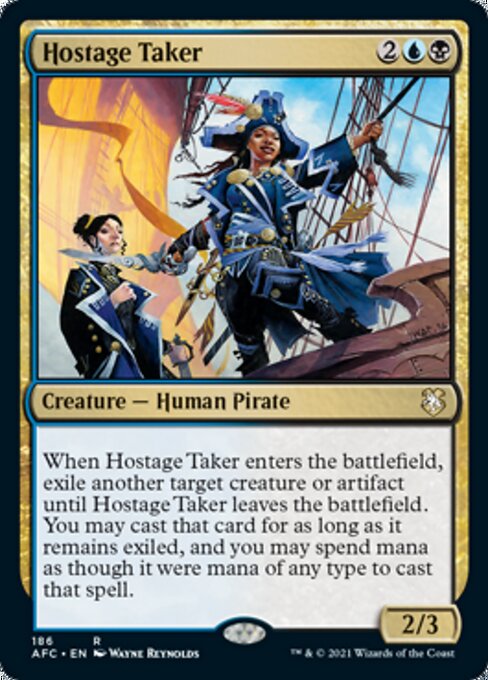 Hostage Taker 2
Creature — Human Pirate
When Hostage Taker enters the battlefield,
exile another target creature or artifact
until Hostage Taker leaves the battlefield.
You may cast that card for as long as it
remains exiled, and you may spend mana
as though it were mana of any type to cast
that spell.
2/3
186 R
AFC • EN Wayne Reynolds
™ & © 2021 Wizards of the Coast